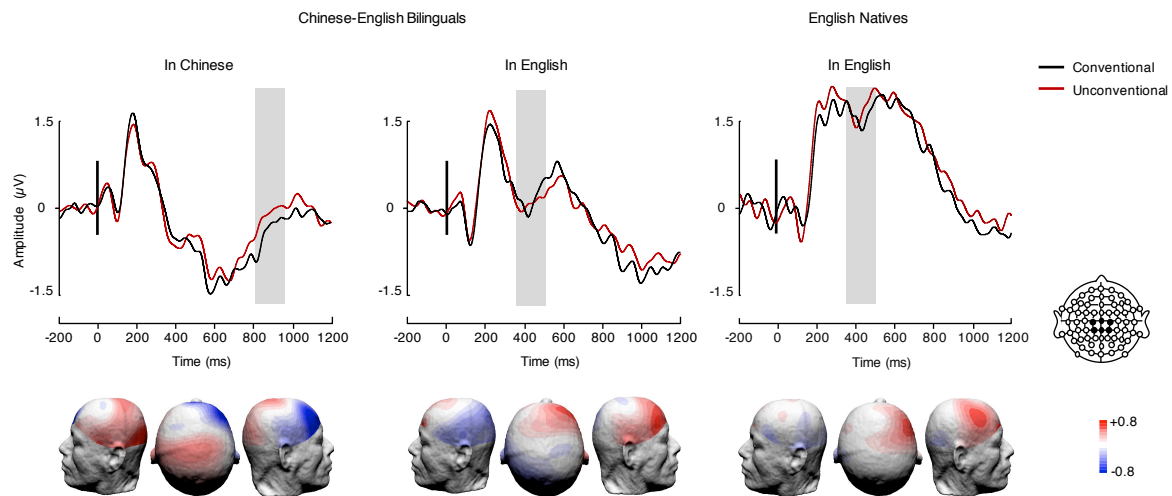 Chinese-English Bilinguals
English Natives
In Chinese
In English
In English
Conventional
Unconventional
Amplitude (µV)
1.5
0
-1.5
1.5
0
-1.5
1.5
0
-1.5
-200 0 200 400 600 800 1000 1200
-200 0 200 400 600 800 1000 1200
-200 0 200 400 600 800 1000 1200
Time (ms)
Time (ms)
Time (ms)
+0.8
-0.8